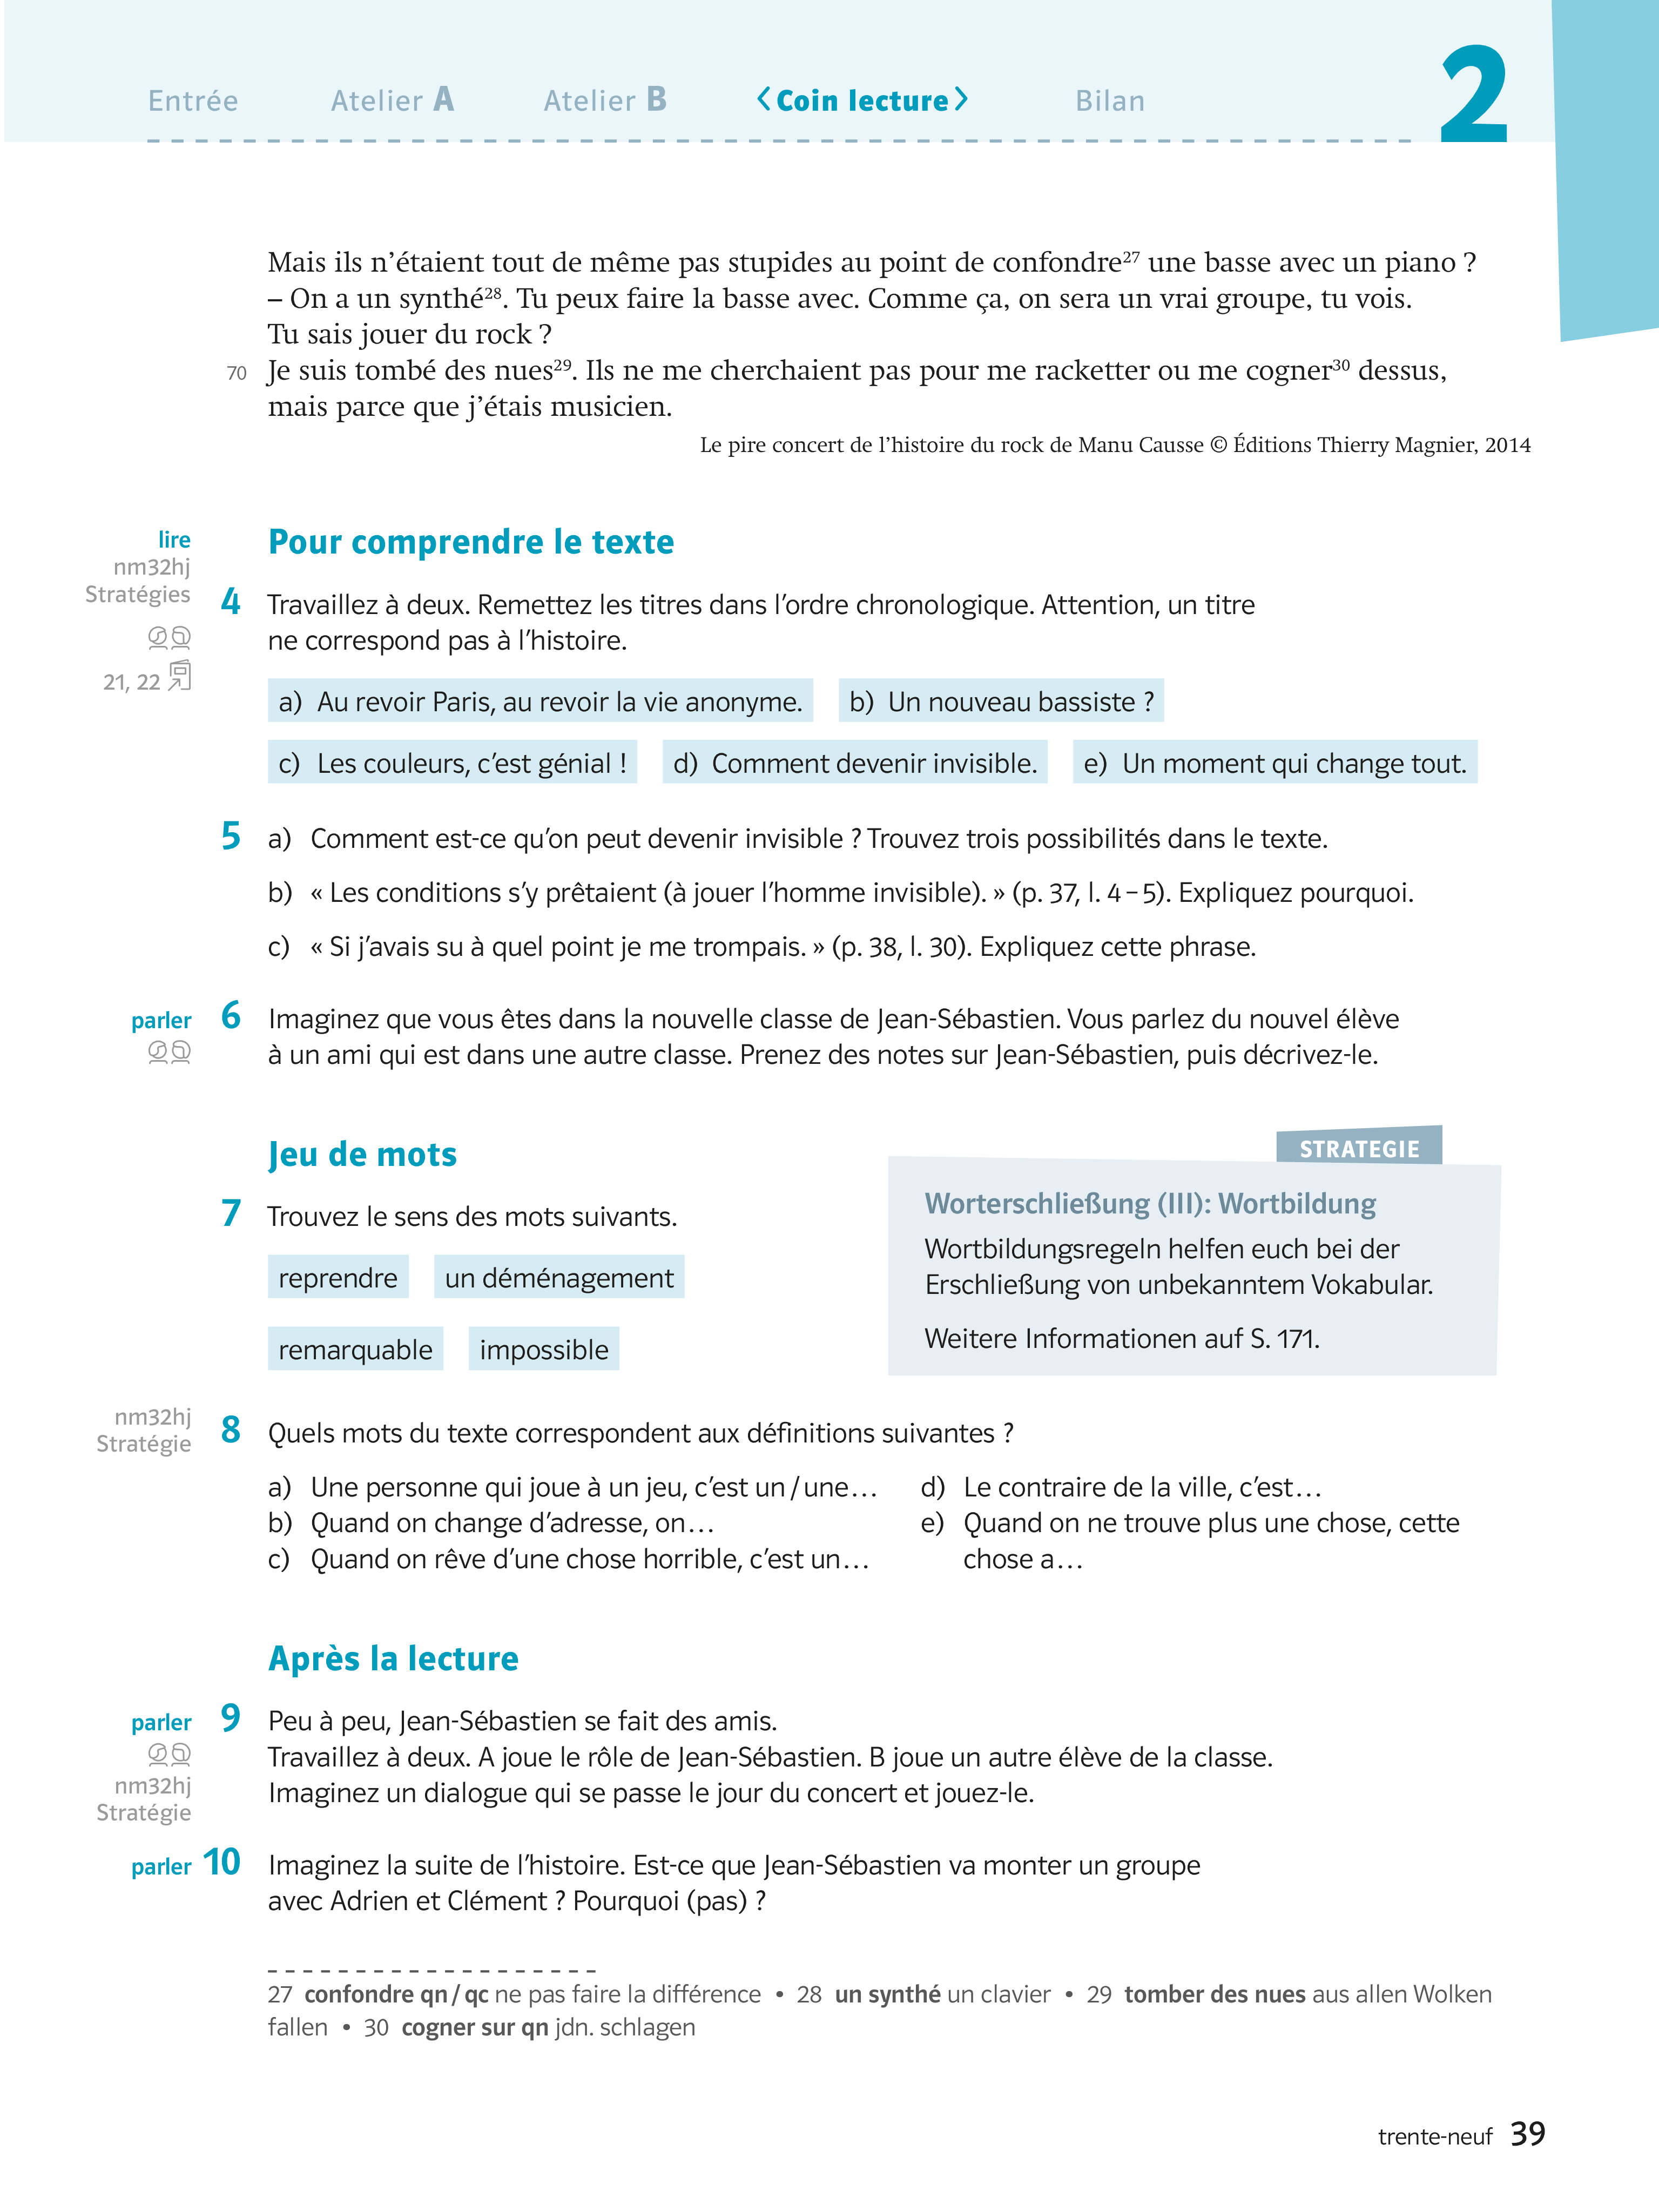 Entrée Atelier A Atelier B ‹Coin lecture› Bilan 2
Mais ils n’étaient tout de même pas stupides au point de confondre²⁷ une basse avec un piano ?
– On a un synthé²⁸. Tu peux faire la basse avec. Comme ça, on sera un vrai groupe, tu vois.
Tu sais jouer du rock ?
70 Je suis tombé des nues²⁹. Ils ne me cherchaient pas pour me racketter ou me cogner³⁰ dessus,
mais parce que j’étais musicien.
Le pire concert de l’histoire du rock de Manu Causse © Éditions Thierry Magnier, 2014
lire
nm32hj
Stratégies
21, 22
Pour comprendre le texte
4 Travaillez à deux. Remettez les titres dans l’ordre chronologique. Attention, un titre
ne correspond pas à l’histoire.
a) Au revoir Paris, au revoir la vie anonyme. b) Un nouveau bassiste ?
c) Les couleurs, c’est génial ! d) Comment devenir invisible. e) Un moment qui change tout.
5 a) Comment est-ce qu’on peut devenir invisible ? Trouvez trois possibilités dans le texte.
b) « Les conditions s’y prêtaient (à jouer l’homme invisible). » (p. 37, l. 4 – 5). Expliquez pourquoi.
c) « Si j’avais su à quel point je me trompais. » (p. 38, l. 30). Expliquez cette phrase.
parler 6 Imaginez que vous êtes dans la nouvelle classe de Jean-Sébastien. Vous parlez du nouvel élève
à un ami qui est dans une autre classe. Prenez des notes sur Jean-Sébastien, puis décrivez-le.
Jeu de mots
7 Trouvez le sens des mots suivants.
reprendre un déménagement
remarquable impossible
STRATEGIE
Worterschließung (III): Wortbildung
Wortbildungsregeln helfen euch bei der
Erschließung von unbekanntem Vokabular.
Weitere Informationen auf S. 171.
nm32hj
Stratégie
8 Quels mots du texte correspondent aux définitions suivantes ?
a) Une personne qui joue à un jeu, c’est un / une…
b) Quand on change d’adresse, on…
c) Quand on rêve d’une chose horrible, c’est un…
d) Le contraire de la ville, c’est…
e) Quand on ne trouve plus une chose, cette
chose a…
Après la lecture
parler
nm32hj
Stratégie
9 Peu à peu, Jean-Sébastien se fait des amis.
Travaillez à deux. A joue le rôle de Jean-Sébastien. B joue un autre élève de la classe.
Imaginez un dialogue qui se passe le jour du concert et jouez-le.
parler 10 Imaginez la suite de l’histoire. Est-ce que Jean-Sébastien va monter un groupe
avec Adrien et Clément ? Pourquoi (pas) ?
27 confondre qn / qc ne pas faire la différence • 28 un synthé un clavier • 29 tomber des nues aus allen Wolken
fallen • 30 cogner sur qn jdn. schlagen
trente-neuf 39